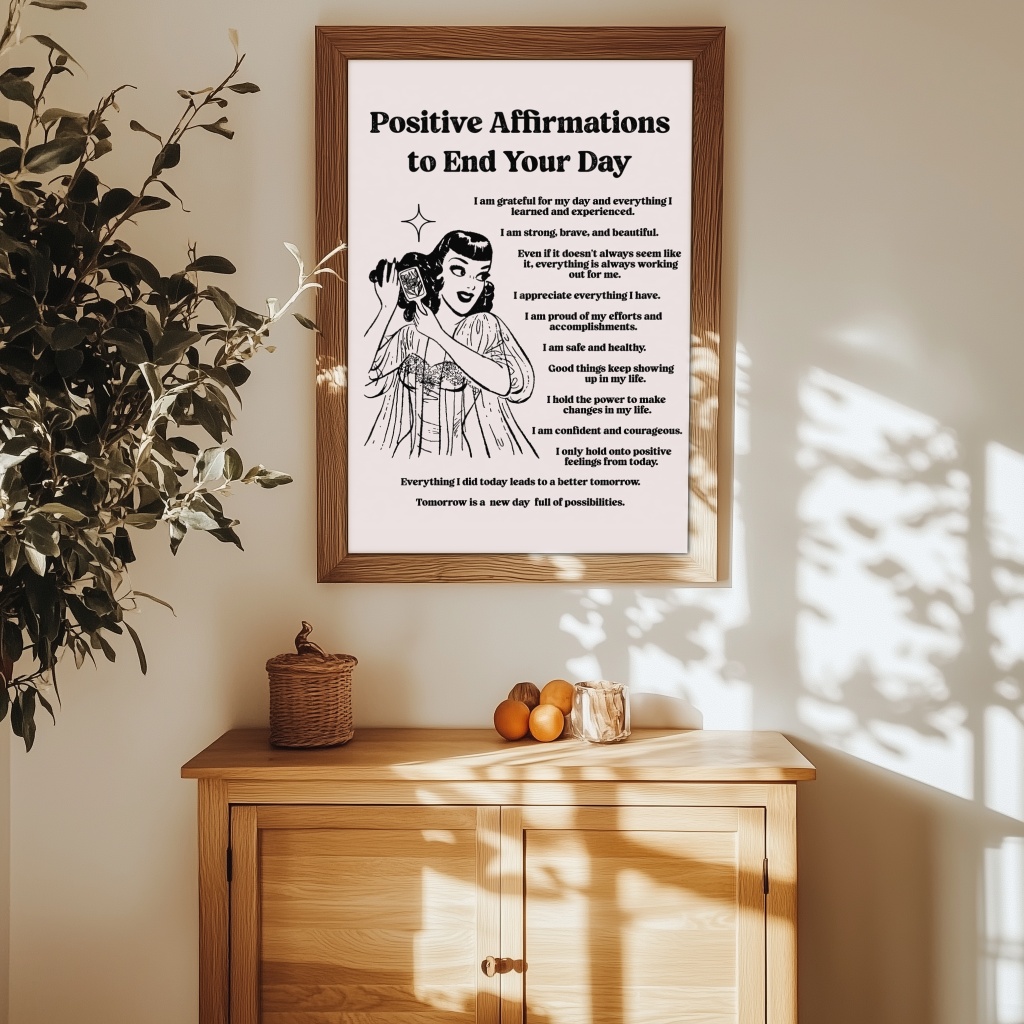 Positive Affirmations
to End Your Day
I am grateful for my day and everything I
learned and experienced.
I am strong, brave, and beautiful.
Even if it doesn't always seem like
it, everything is always working
out for me.
I appreciate everything I have.
I am proud of my efforts and
accomplishments.
I am safe and healthy.
Good things keep showing
up in my life.
I hold the power to make
changes in my life.
I am confident and courageous.
I only hold onto positive
feelings from today.
Everything I did today leads to a better tomorrow.
Tomorrow is a new day full of possibilities.